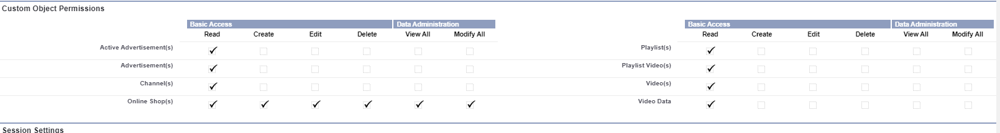 Custom Object Permissions
Basic Access Data Administration Basic Access Data Administration
Read Create Edit Delete View All Modify All Read Create Edit Delete View All Modify All
Active Advertisement(s) Playlist(s)
Advertisement(s) Playlist Video(s)
Channel(s) Video(s)
Online Shop(s) Video Data
Session Settings